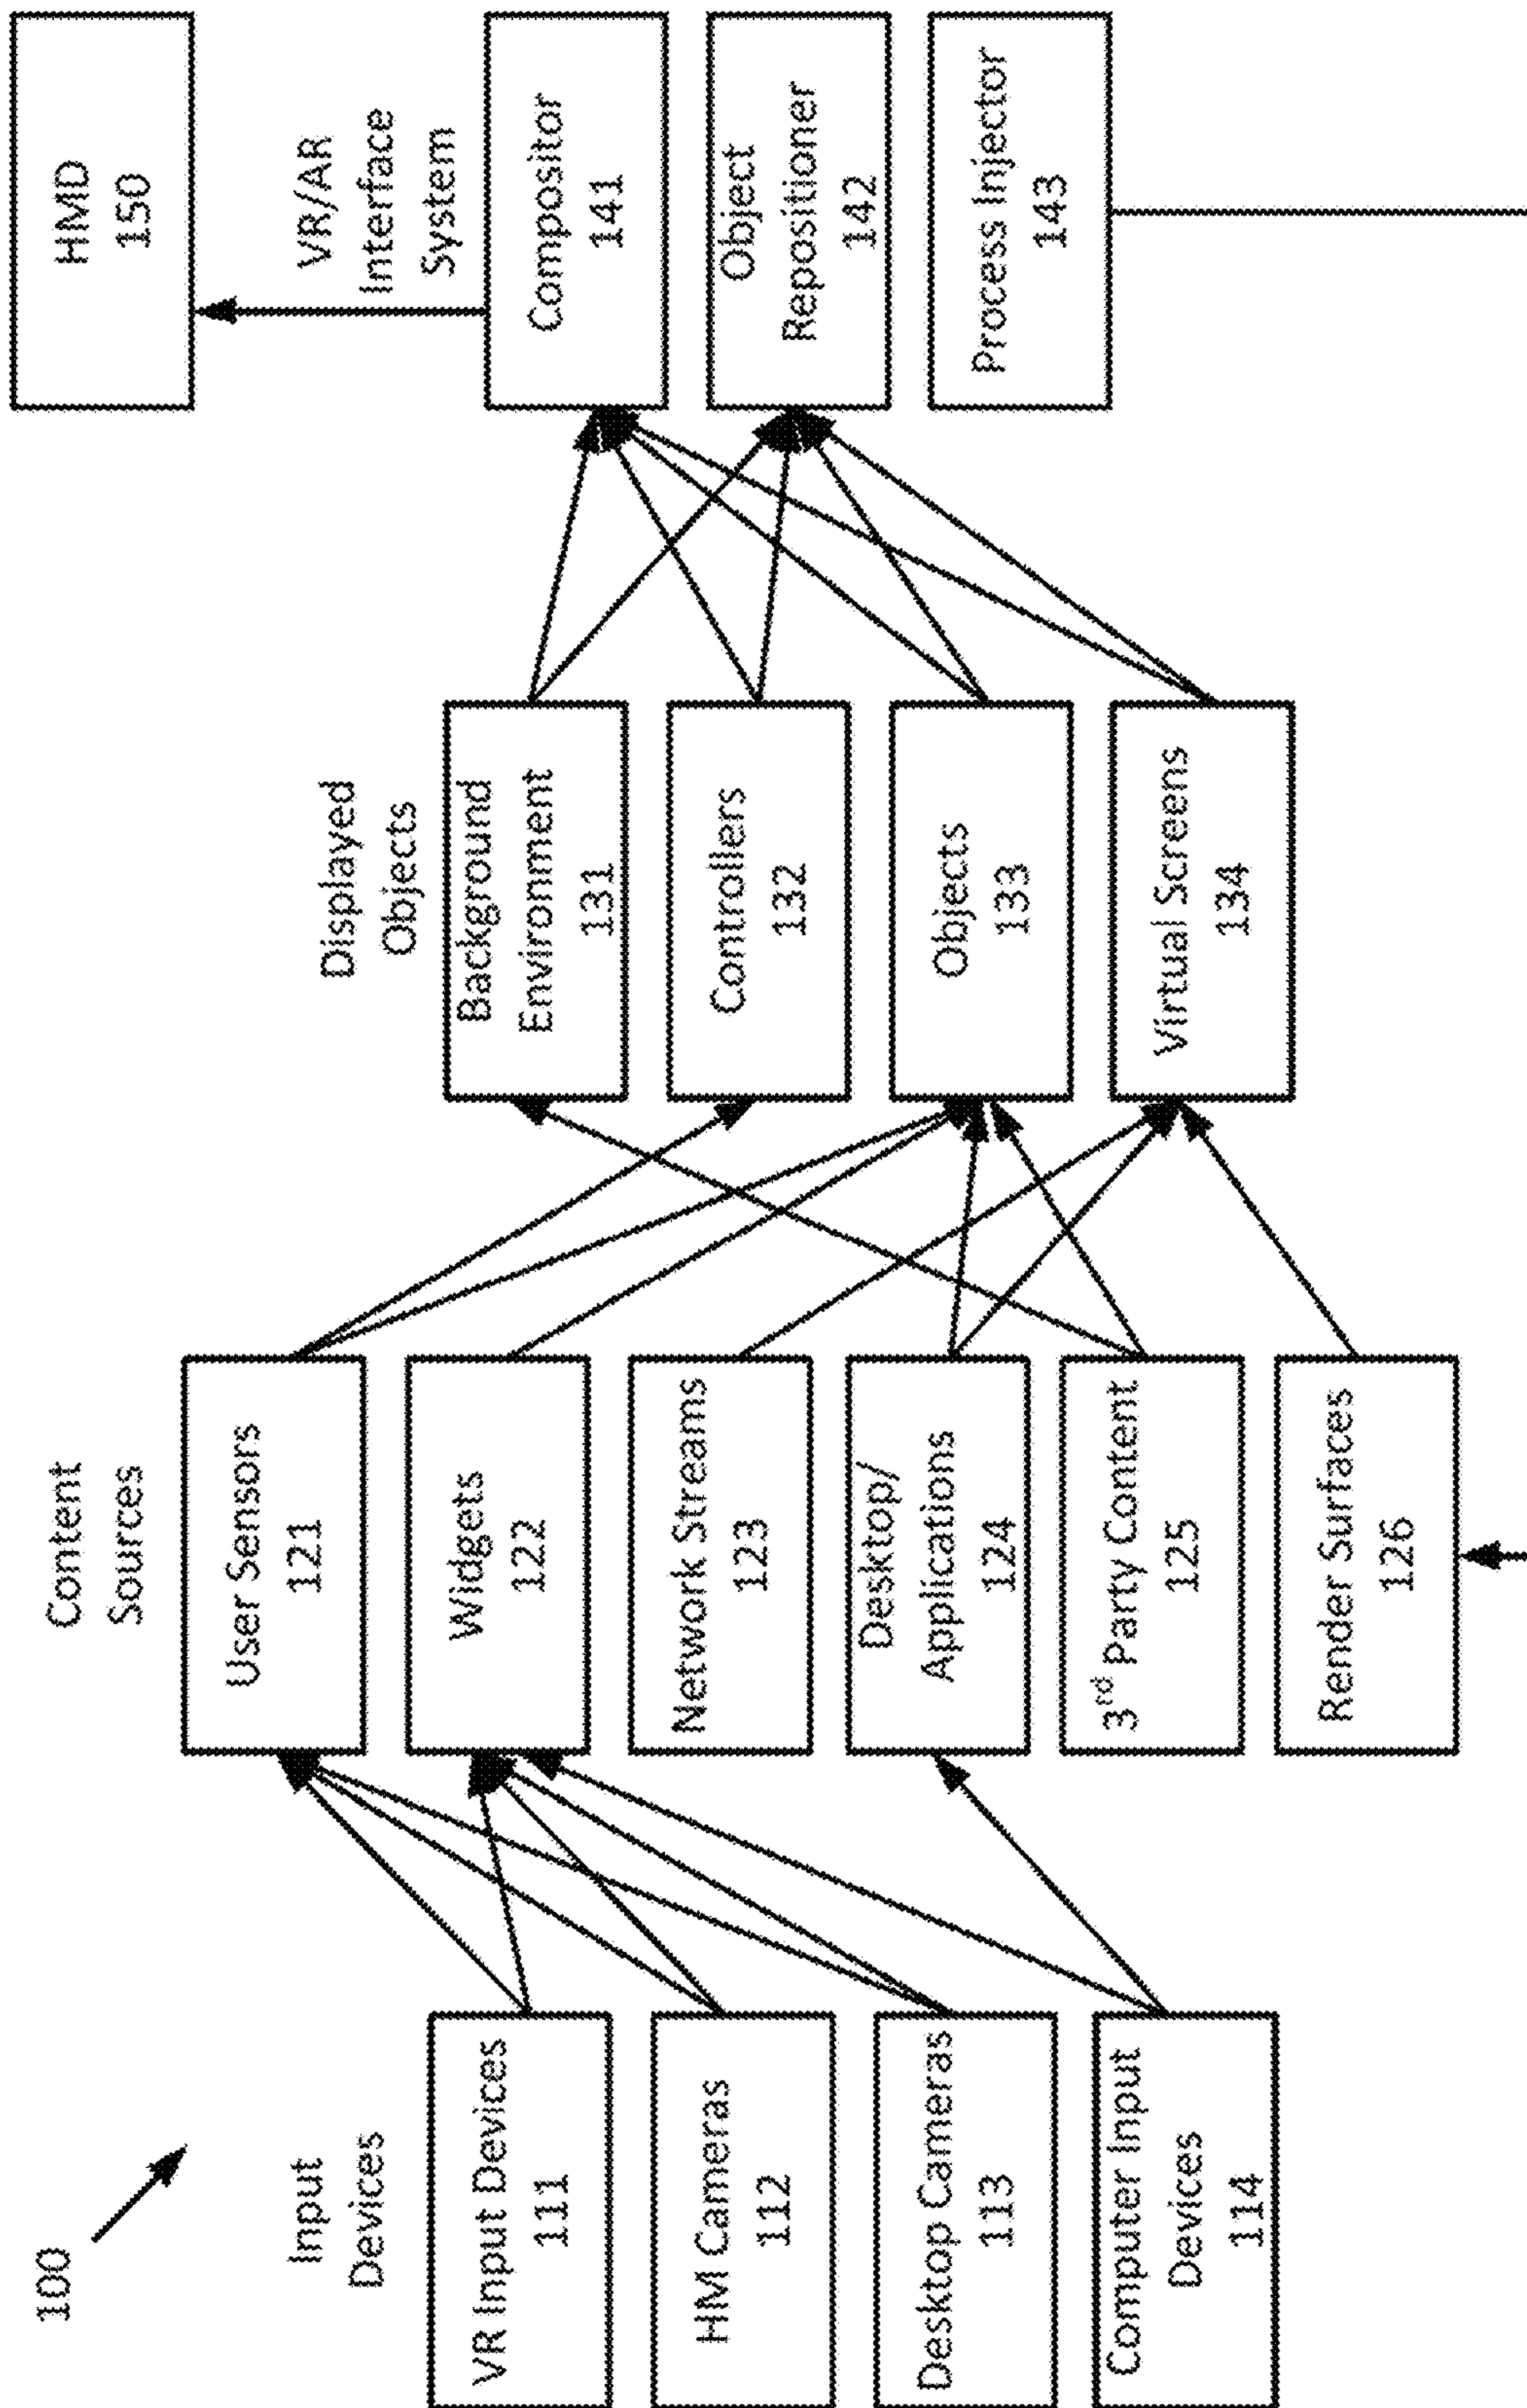 100
Input
Devices
VR Input Devices
111
HM Cameras
112
Desktop Cameras
113
Computer Input
Devices
114
Content
Sources
User Sensors
121
Widgets
122
Network Streams
123
Desktop/
Applications
124
3rd Party Content
125
Render Surfaces
126
Displayed
Objects
Background
Environment
131
Controllers
132
Objects
133
Virtual Screens
134
HMD
150
VR/AR
Interface
System
Compositor
141
Object
Repositioner
142
Process Injector
143